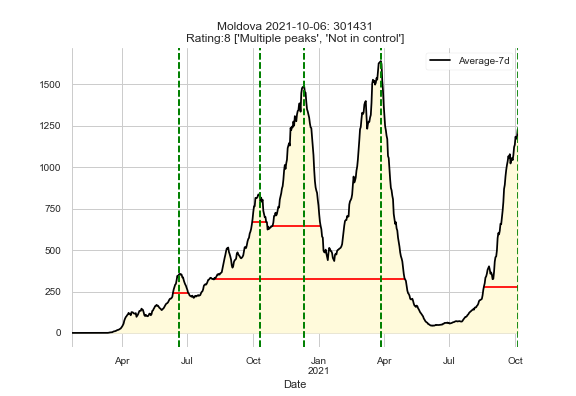 Moldova 2021-10-06: 301431
Rating:8 ['Multiple peaks', 'Not in control']
Average-7d
1500
1250
1000
750
500
250
0
Apr Jul Oct Jan Apr Jul Oct
2021
Date